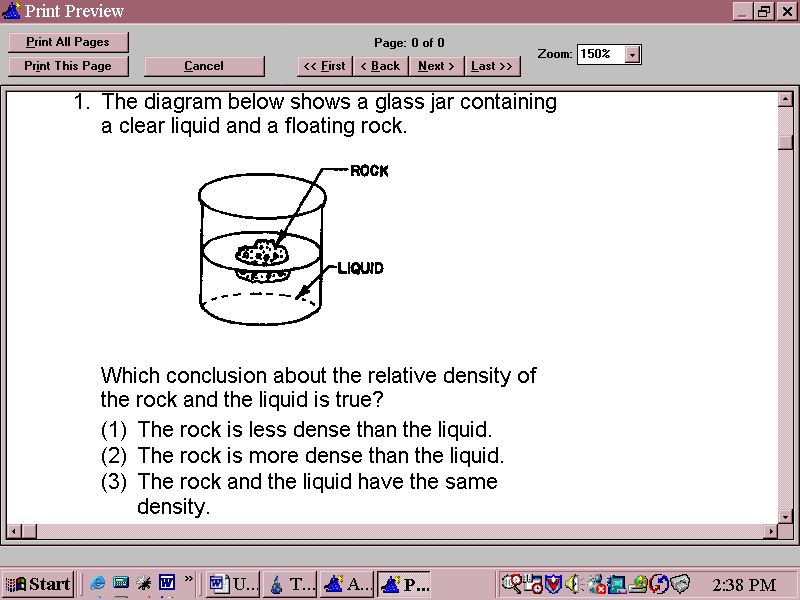 Print Preview
Print All Pages
Print This Page
Cancel
Page: 0 of 0
<< First
< Back
Next >
Last >>
Zoom: 150%
1. The diagram below shows a glass jar containing
a clear liquid and a floating rock.
ROCK
LIQUID
Which conclusion about the relative density of
the rock and the liquid is true?
(1) The rock is less dense than the liquid.
(2) The rock is more dense than the liquid.
(3) The rock and the liquid have the same
density.
Start
»
U...
T...
A...
P...
2:38 PM